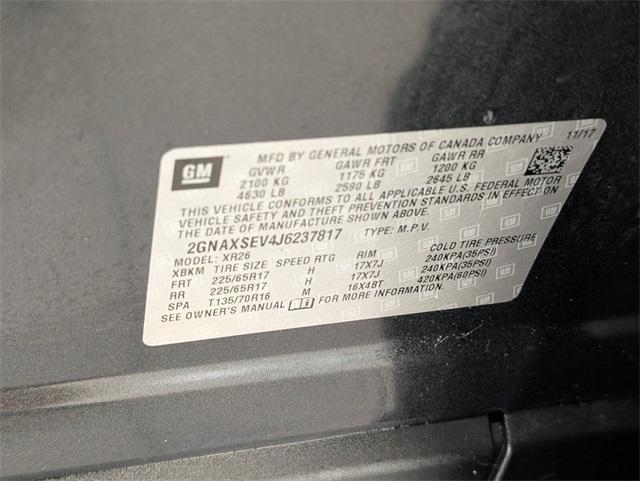 GM
MFD BY GENERAL MOTORS OF CANADA COMPANY 11/17
GVWR GAWR FRT GAWR RR
2100 KG 1175 KG 1200 KG
4630 LB 2590 LB 2645 LB
THIS VEHICLE CONFORMS TO ALL APPLICABLE U.S. FEDERAL MOTOR
VEHICLE SAFETY AND THEFT PREVENTION STANDARDS IN EFFECT ON
THE DATE OF MANUFACTURE SHOWN ABOVE.
2GNAXSEV4J6237817 TYPE: M.P.V.
MODEL: XR26
XBKM TIRE SIZE SPEED RTG RIM COLD TIRE PRESSURE
FRT 225/65R17 H 17X7J 240KPA(35PSI)
RR 225/65R17 H 17X7J 240KPA(35PSI)
SPA T135/70R16 M 16X4BT 420KPA(60PSI)
SEE OWNER'S MANUAL